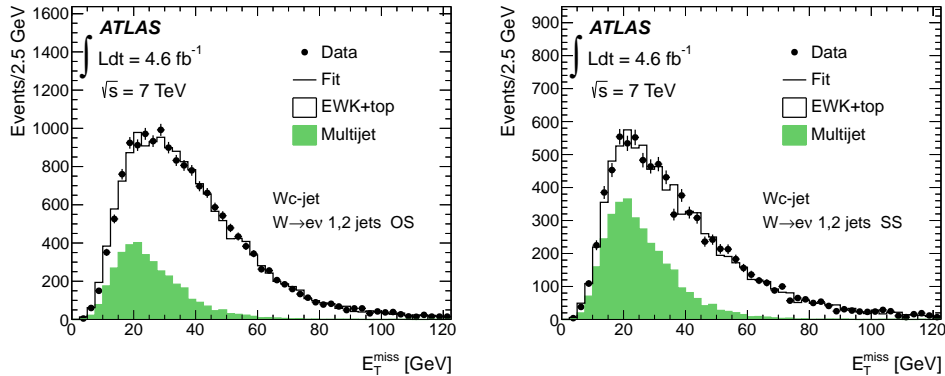 Events/2.5 GeV
1600
1400
1200
1000
800
600
400
200
0
ATLAS
∫ Ldt = 4.6 fb⁻¹
√s = 7 TeV
Data
Fit
EWK+top
Multijet
Wc-jet
W→eν 1,2 jets OS
0 20 40 60 80 100 120
E_T^miss [GeV]
Events/2.5 GeV
900
800
700
600
500
400
300
200
100
0
ATLAS
∫ Ldt = 4.6 fb⁻¹
√s = 7 TeV
Data
Fit
EWK+top
Multijet
Wc-jet
W→eν 1,2 jets SS
0 20 40 60 80 100 120
E_T^miss [GeV]